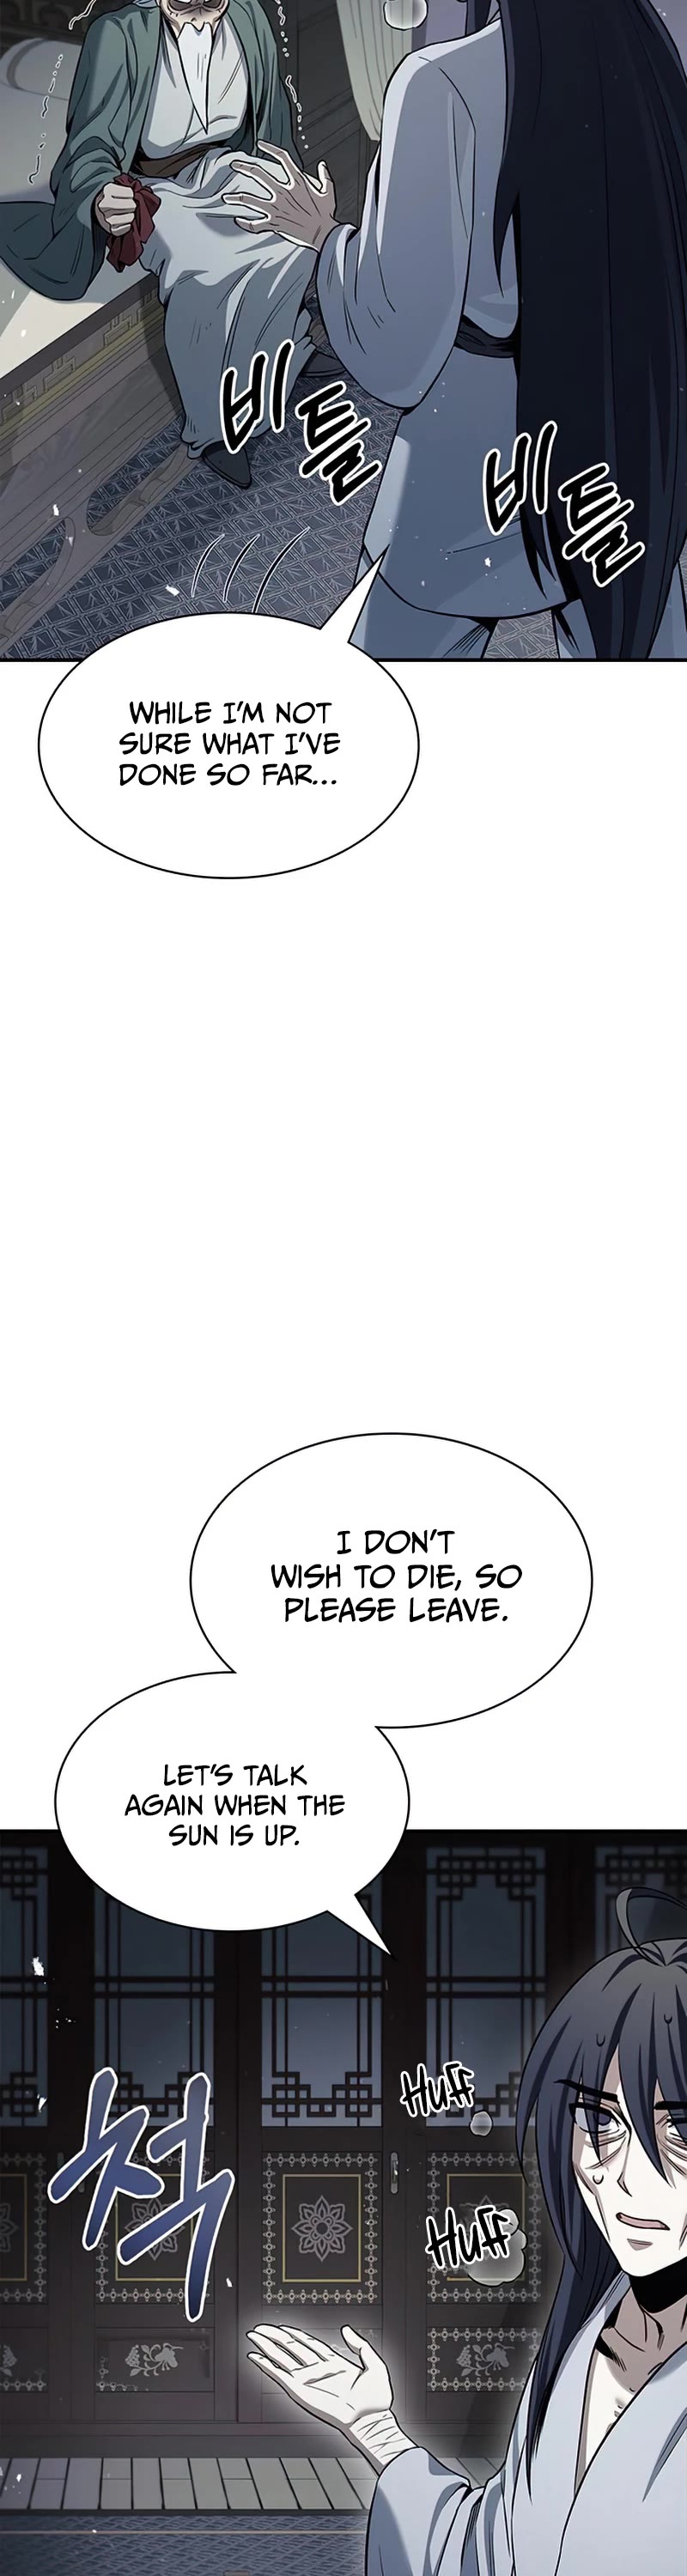 비틀
비틀
WHILE I'M NOT
SURE WHAT I'VE
DONE SO FAR...
I DON'T
WISH TO DIE, SO
PLEASE LEAVE.
LET'S TALK
AGAIN WHEN THE
SUN IS UP.
Huff
척
Huff